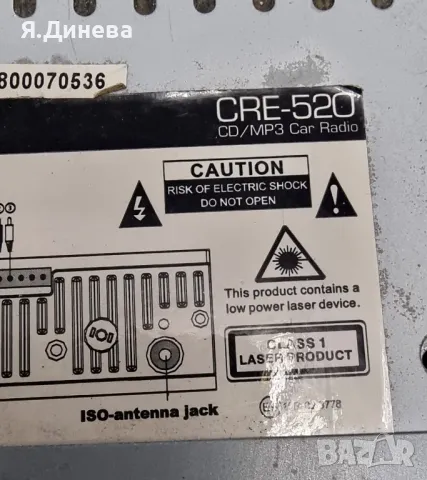 Я.Динева
800070536
CRE-520
CD/MP3 Car Radio
CAUTION
RISK OF ELECTRIC SHOCK
DO NOT OPEN
This product contains a
low power laser device.
CLASS 1
LASER PRODUCT
ISO-antenna jack
BAZAR